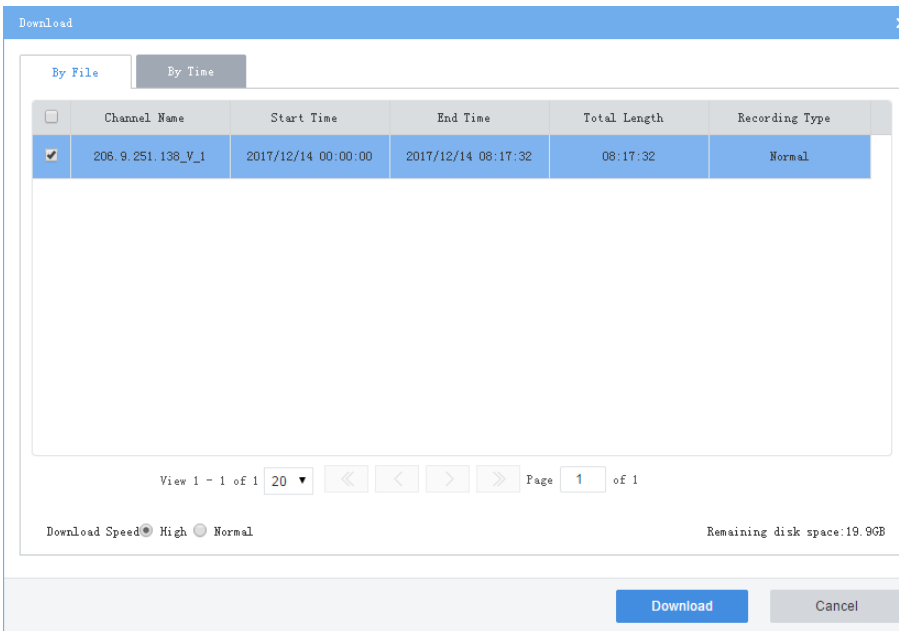 Download
By File By Time
Channel Name Start Time End Time Total Length Recording Type
206.9.251.138_V_1 2017/12/14 00:00:00 2017/12/14 08:17:32 08:17:32 Normal
View 1 - 1 of 1 20 Page 1 of 1
Download Speed High Normal Remaining disk space:19.9GB
Download Cancel